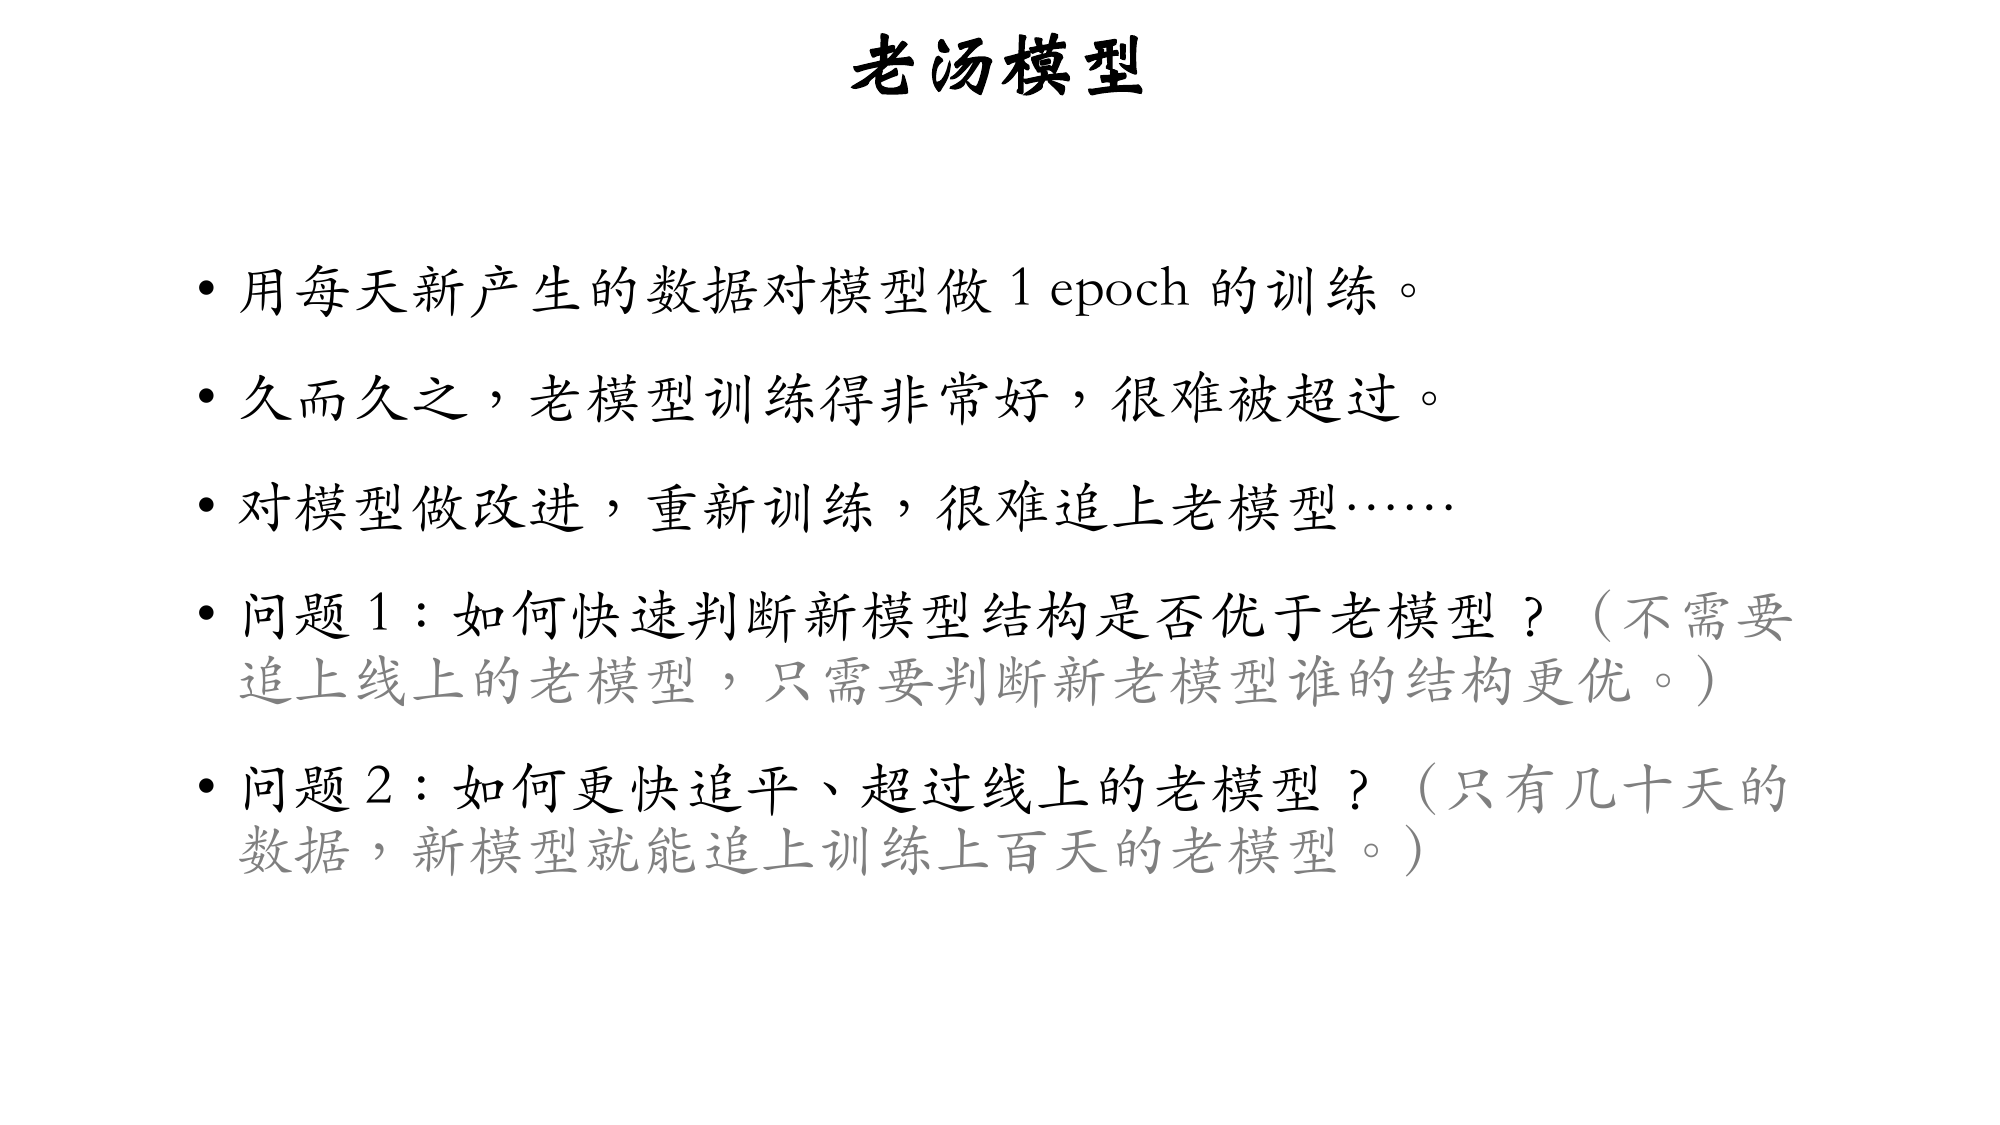 老汤模型
• 用每天新产生的数据对模型做 1 epoch 的训练。
• 久而久之，老模型训练得非常好，很难被超过。
• 对模型做改进，重新训练，很难追上老模型……
• 问题 1：如何快速判断新模型结构是否优于老模型？（不需要
追上线上的老模型，只需要判断新老模型谁的结构更优。）
• 问题 2：如何更快追平、超过线上的老模型？（只有几十天的
数据，新模型就能追上训练上百天的老模型。）